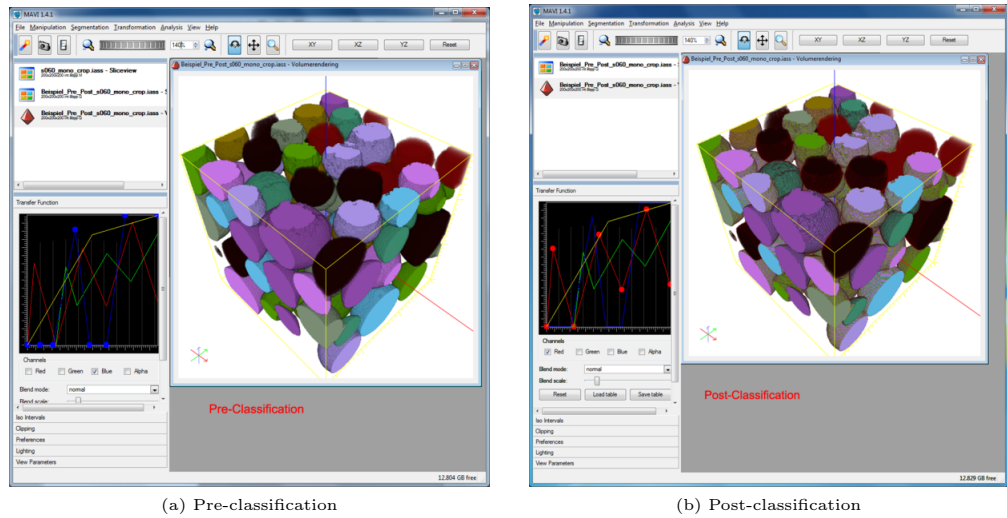 MAVI 1.4.1
File Manipulation Segmentation Transformation Analysis View Help
140%
XY
XZ
YZ
Reset
s060_mono_crop.iass - Sliceview
Beispiel_Pre_Post_s060_mono_crop.iass - S
Beispiel_Pre_Post_s060_mono_crop.iass - V
Beispiel_Pre_Post_s060_mono_crop.iass - Volumerendering
Transfer Function
Channels
Red
Green
Blue
Alpha
Blend mode:
normal
Blend scale:
Iso Intervals
Clipping
Preferences
Lighting
View Parameters
Pre-Classification
12.804 GB free
(a) Pre-classification
MAVI 1.4.1
File Manipulation Segmentation Transformation Analysis View Help
140%
XY
XZ
YZ
Reset
Beispiel_Pre_Post_s060_mono_crop.iass - S
Beispiel_Pre_Post_s060_mono_crop.iass - V
Beispiel_Pre_Post_s060_mono_crop.iass - Volumerendering
Transfer Function
Channels
Red
Green
Blue
Alpha
Blend mode:
normal
Blend scale:
Reset
Load table
Save table
Iso Intervals
Clipping
Preferences
Lighting
View Parameters
Post-Classification
12.829 GB free
(b) Post-classification